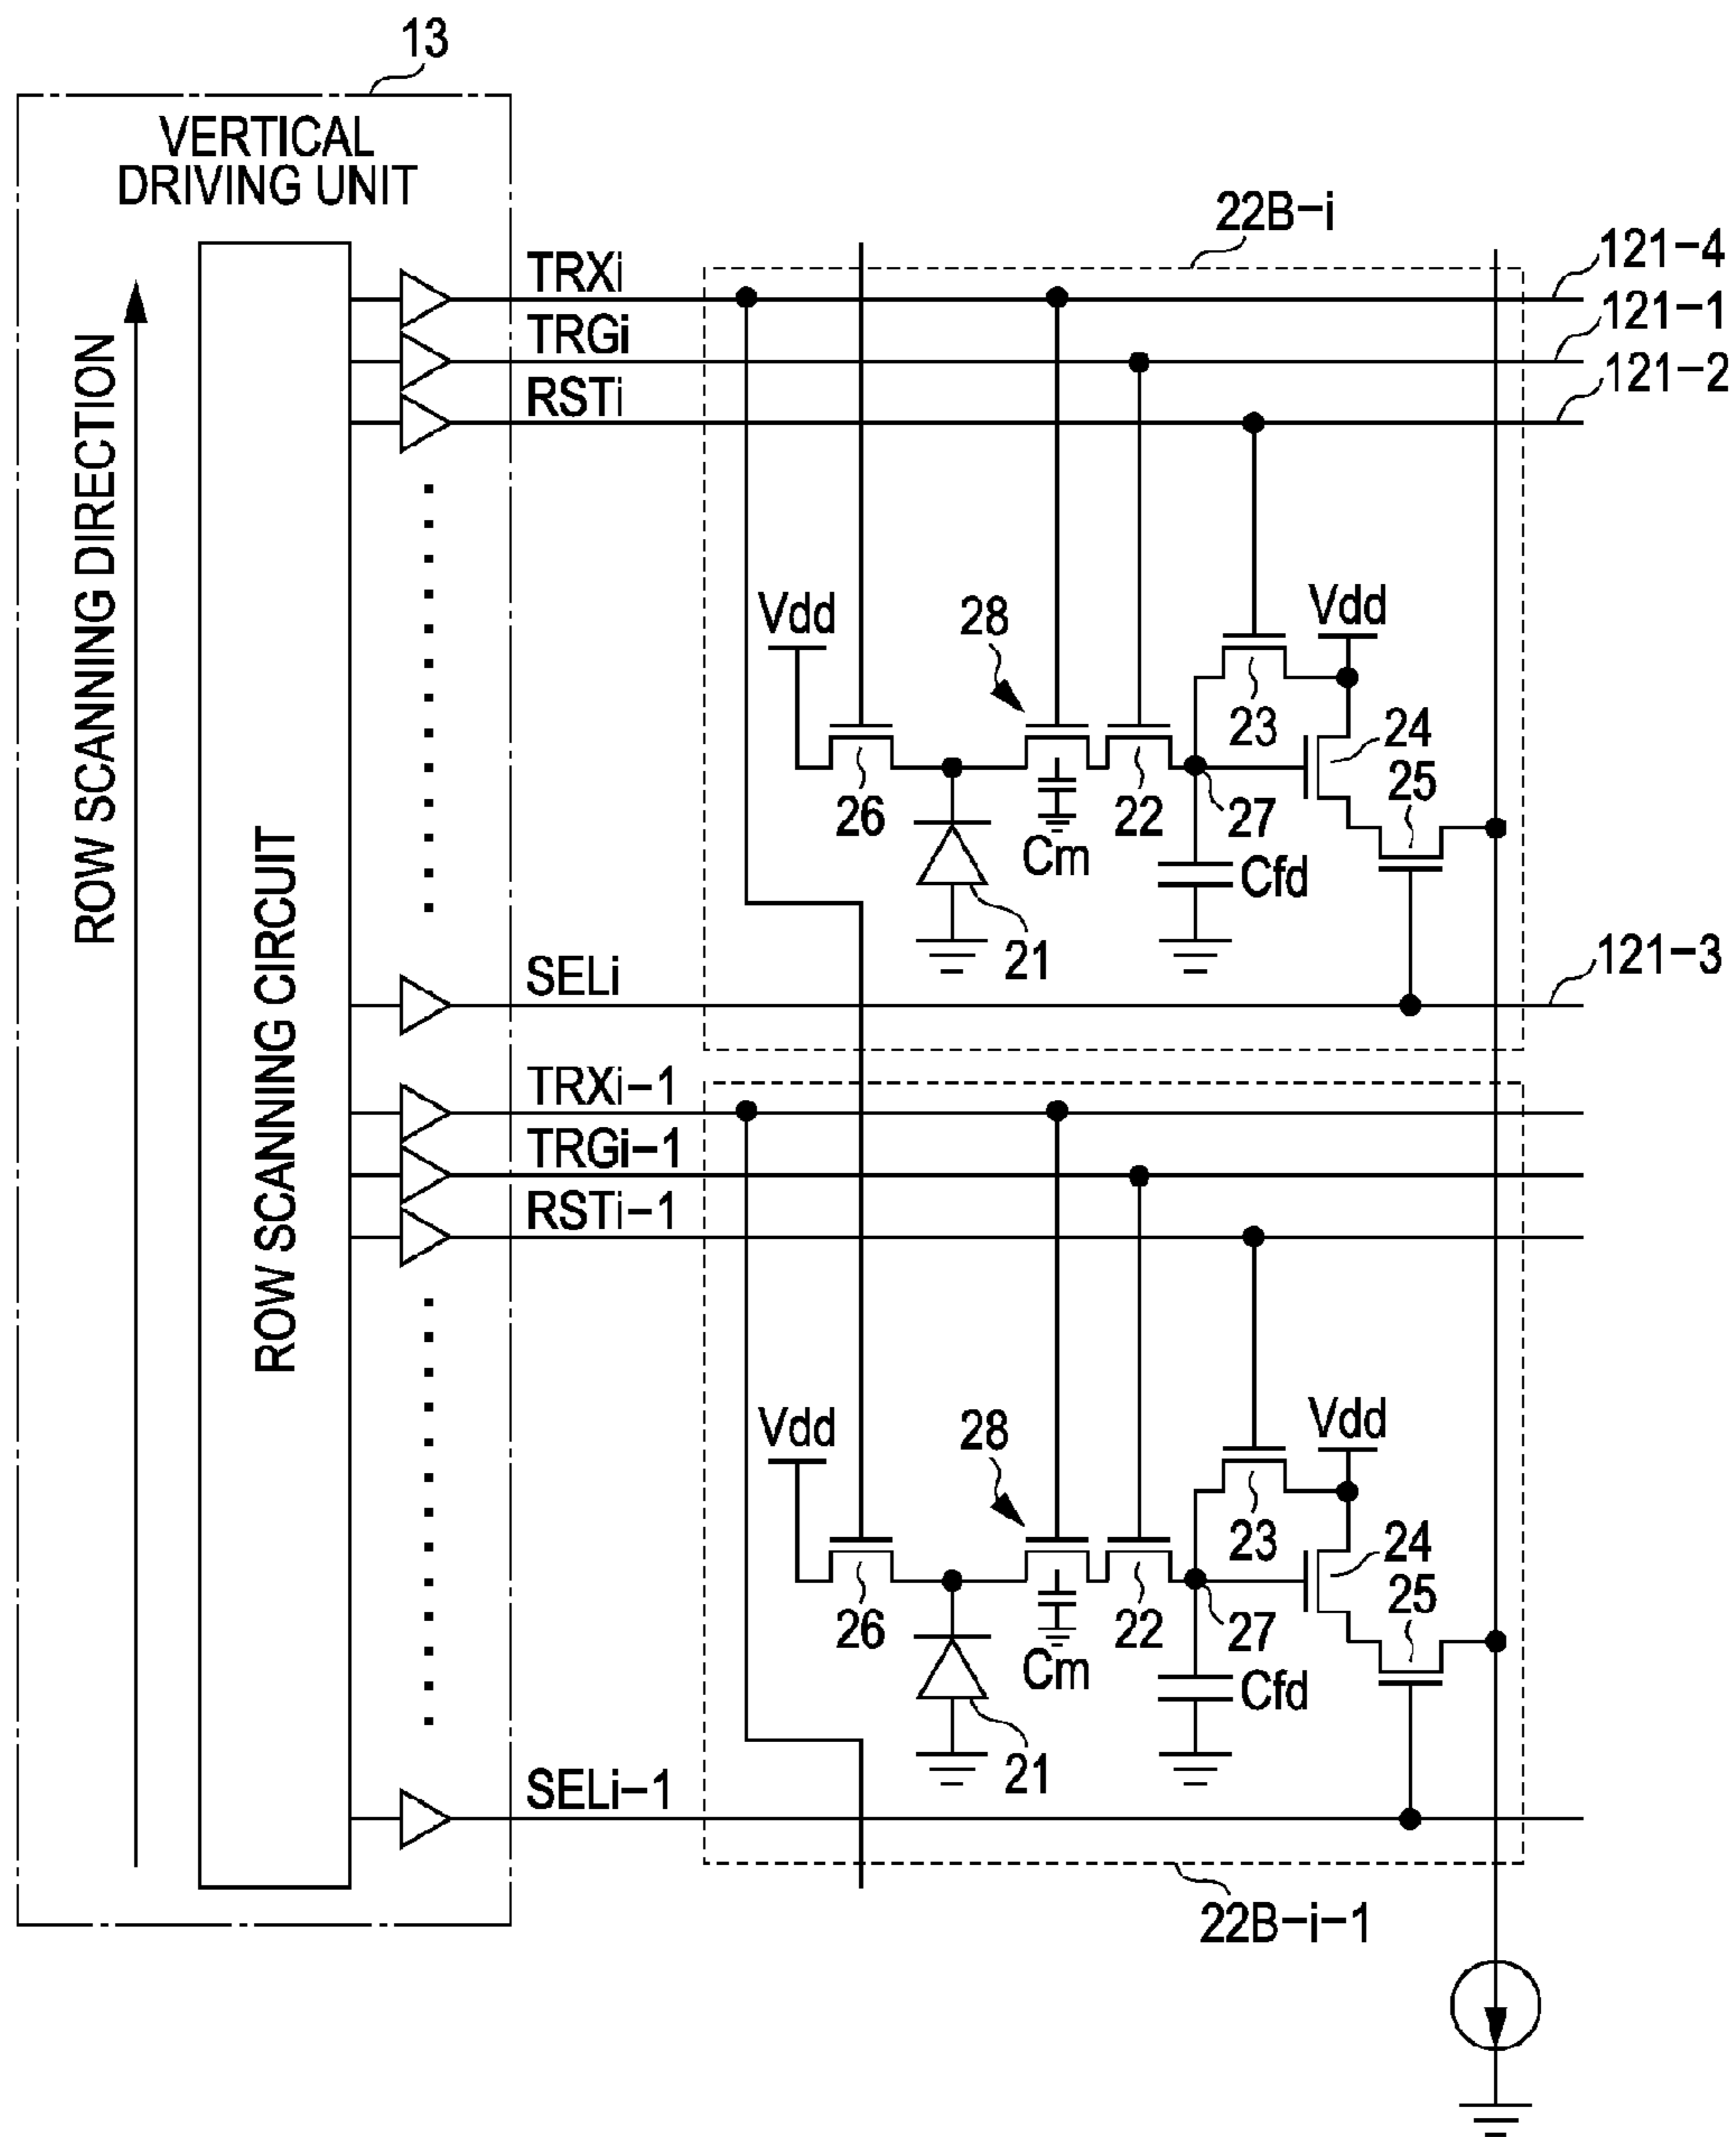 13
VERTICAL
DRIVING UNIT
ROW SCANNING DIRECTION
ROW SCANNING CIRCUIT
22B-i
TRXi
121-4
TRGi
121-1
RSTi
121-2
Vdd
28
Vdd
23
24
25
26
Cm
22
27
Cfd
21
SELi
121-3
TRXi-1
TRGi-1
RSTi-1
Vdd
28
Vdd
23
24
25
26
Cm
22
27
Cfd
21
SELi-1
22B-i-1